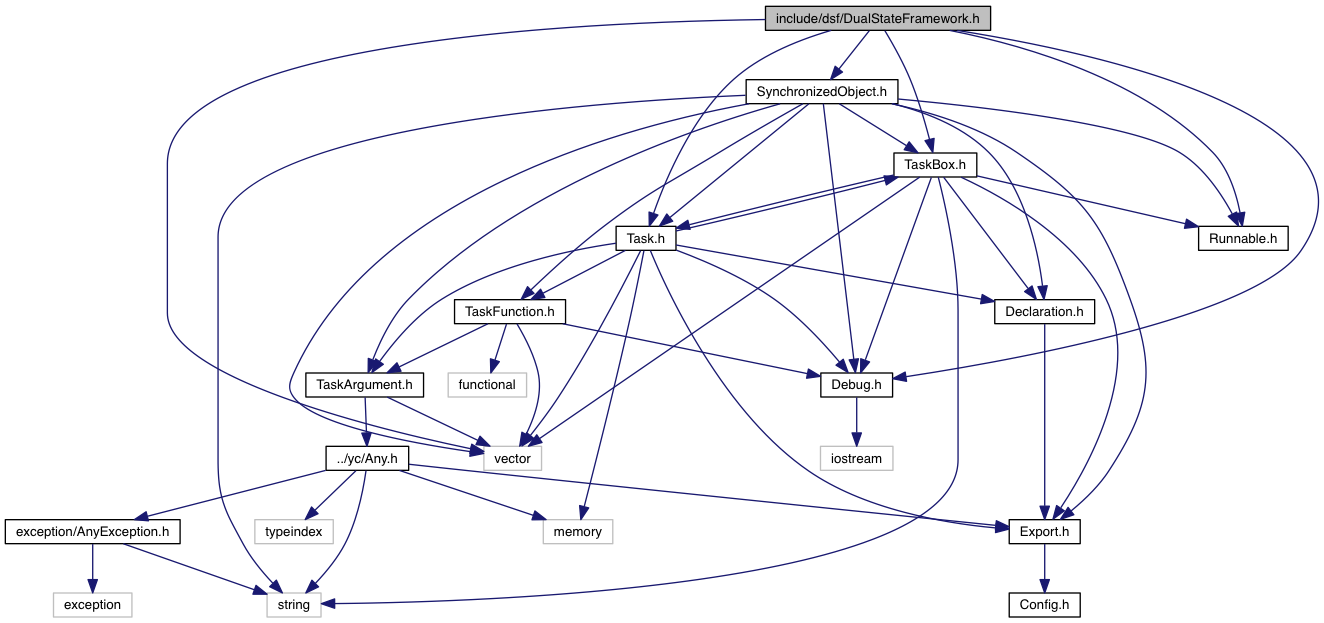 include/dsf/DualStateFramework.h
SynchronizedObject.h
TaskBox.h
Task.h
Runnable.h
TaskFunction.h
Declaration.h
TaskArgument.h
functional
Debug.h
../yc/Any.h
vector
iostream
exception/AnyException.h
typeindex
memory
Export.h
exception
string
Config.h